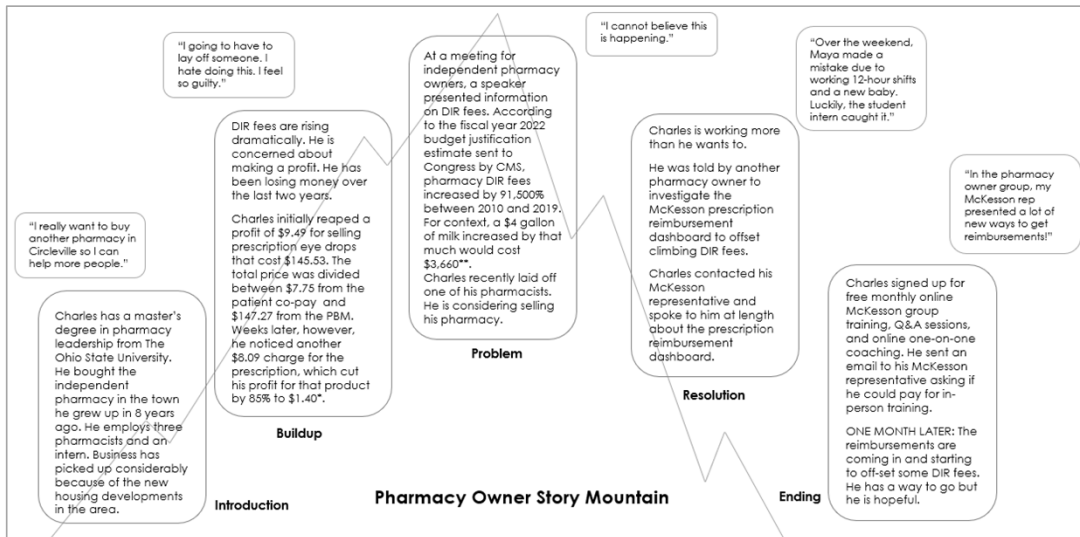 “I really want to buy
another pharmacy in
Circleville so I can
help more people.”
Charles has a master’s
degree in pharmacy
leadership from The
Ohio State University.
He bought the
independent
pharmacy in the town
he grew up in 8 years
ago. He employs three
pharmacists and an
intern. Business has
picked up considerably
because of the new
housing developments
in the area.
Introduction
“I going to have to
lay off someone. I
hate doing this. I feel
so guilty.”
DIR fees are rising
dramatically. He is
concerned about
making a profit. He has
been losing money over
the last two years.
Charles initially reaped a
profit of $9.49 for selling
prescription eye drops
that cost $145.53. The
total price was divided
between $7.75 from the
patient co-pay and
$147.27 from the PBM.
Weeks later, however,
he noticed another
$8.09 charge for the
prescription, which cut
his profit for that product
by 85% to $1.40*.
Buildup
“I cannot believe this
is happening.”
At a meeting for
independent pharmacy
owners, a speaker
presented information
on DIR fees. According
to the fiscal year 2022
budget justification
estimate sent to
Congress by CMS,
pharmacy DIR fees
increased by 91,500%
between 2010 and 2019.
For context, a $4 gallon
of milk increased by that
much would cost
$3,660**.
Charles recently laid off
one of his pharmacists.
He is considering selling
his pharmacy.
Problem
“Over the weekend,
Maya made a
mistake due to
working 12-hour shifts
and a new baby.
Luckily, the student
intern caught it.”
Charles is working more
than he wants to.
He was told by another
pharmacy owner to
investigate the
McKesson prescription
reimbursement
dashboard to offset
climbing DIR fees.
Charles contacted his
McKesson
representative and
spoke to him at length
about the prescription
reimbursement
dashboard.
Resolution
“In the pharmacy
owner group, my
McKesson rep
presented a lot of
new ways to get
reimbursements!”
Charles signed up for
free monthly online
McKesson group
training, Q&A sessions,
and online one-on-one
coaching. He sent an
email to his McKesson
representative asking if
he could pay for in-
person training.
ONE MONTH LATER: The
reimbursements are
coming in and starting
to off-set some DIR fees.
He has a way to go but
he is hopeful.
Ending
Pharmacy Owner Story Mountain